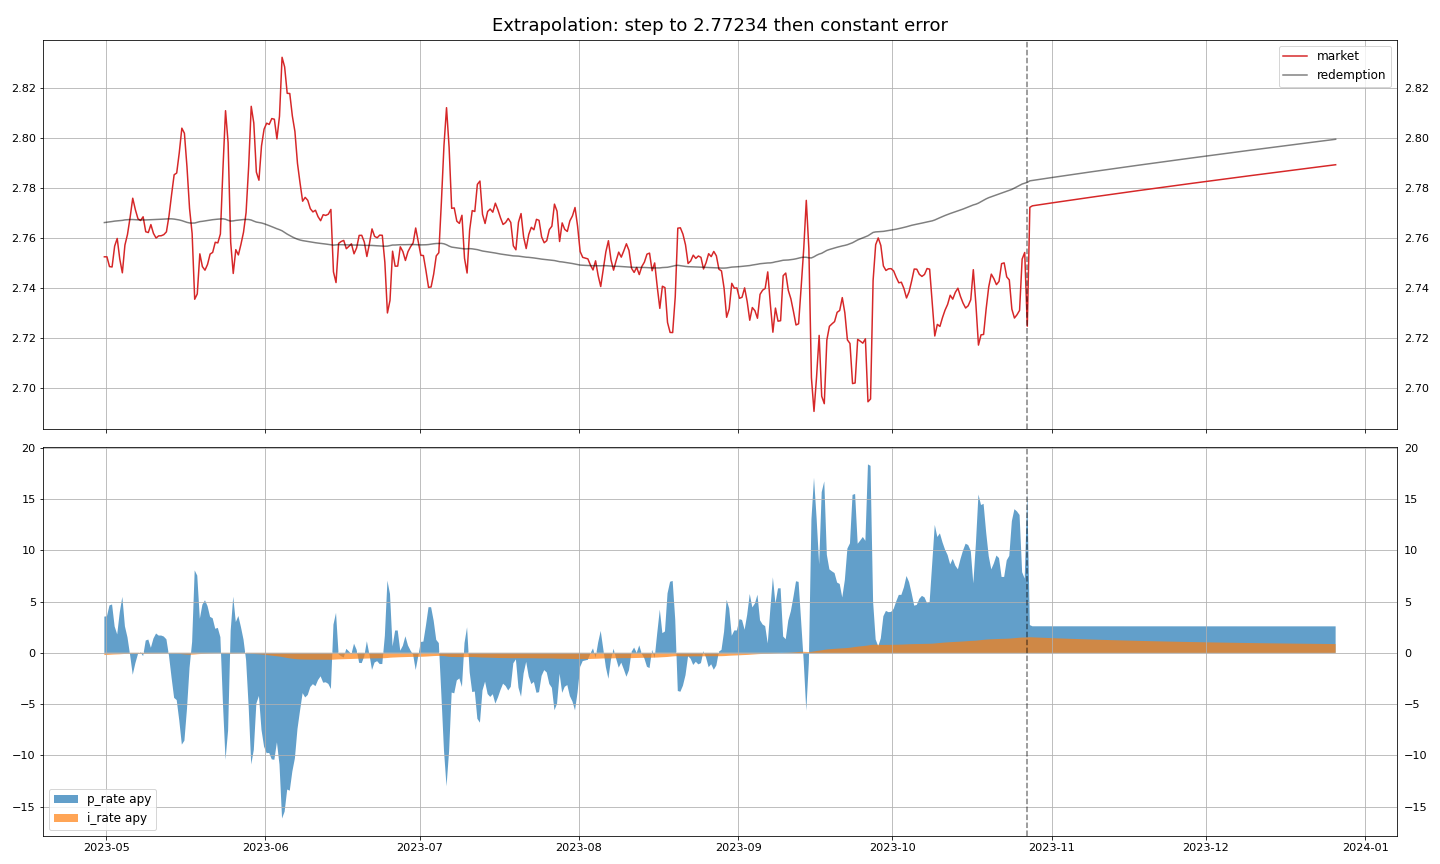 Extrapolation: step to 2.77234 then constant error
market
redemption
2.82 2.82
2.80 2.80
2.78 2.78
2.76 2.76
2.74 2.74
2.72 2.72
2.70 2.70
20 20
15 15
10 10
5 5
0 0
−5 −5
−10 −10
−15 −15
p_rate apy
i_rate apy
2023-05 2023-06 2023-07 2023-08 2023-09 2023-10 2023-11 2023-12 2024-01